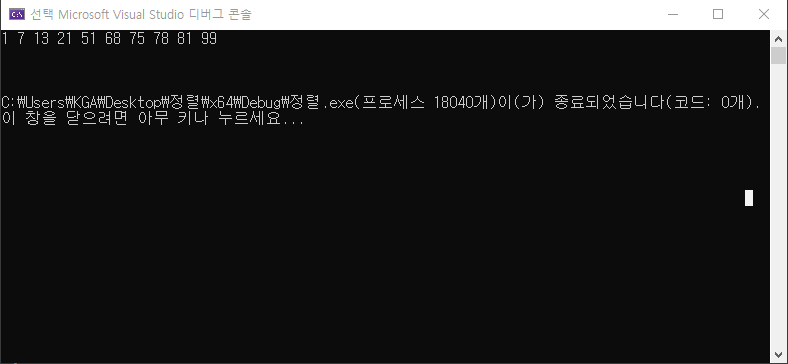 선택 Microsoft Visual Studio 디버그 콘솔
1 7 13 21 51 68 75 78 81 99
C:₩Users₩KGA₩Desktop₩정렬₩x64₩Debug₩정렬.exe(프로세스 18040개)이(가) 종료되었습니다(코드: 0개).
이 창을 닫으려면 아무 키나 누르세요...